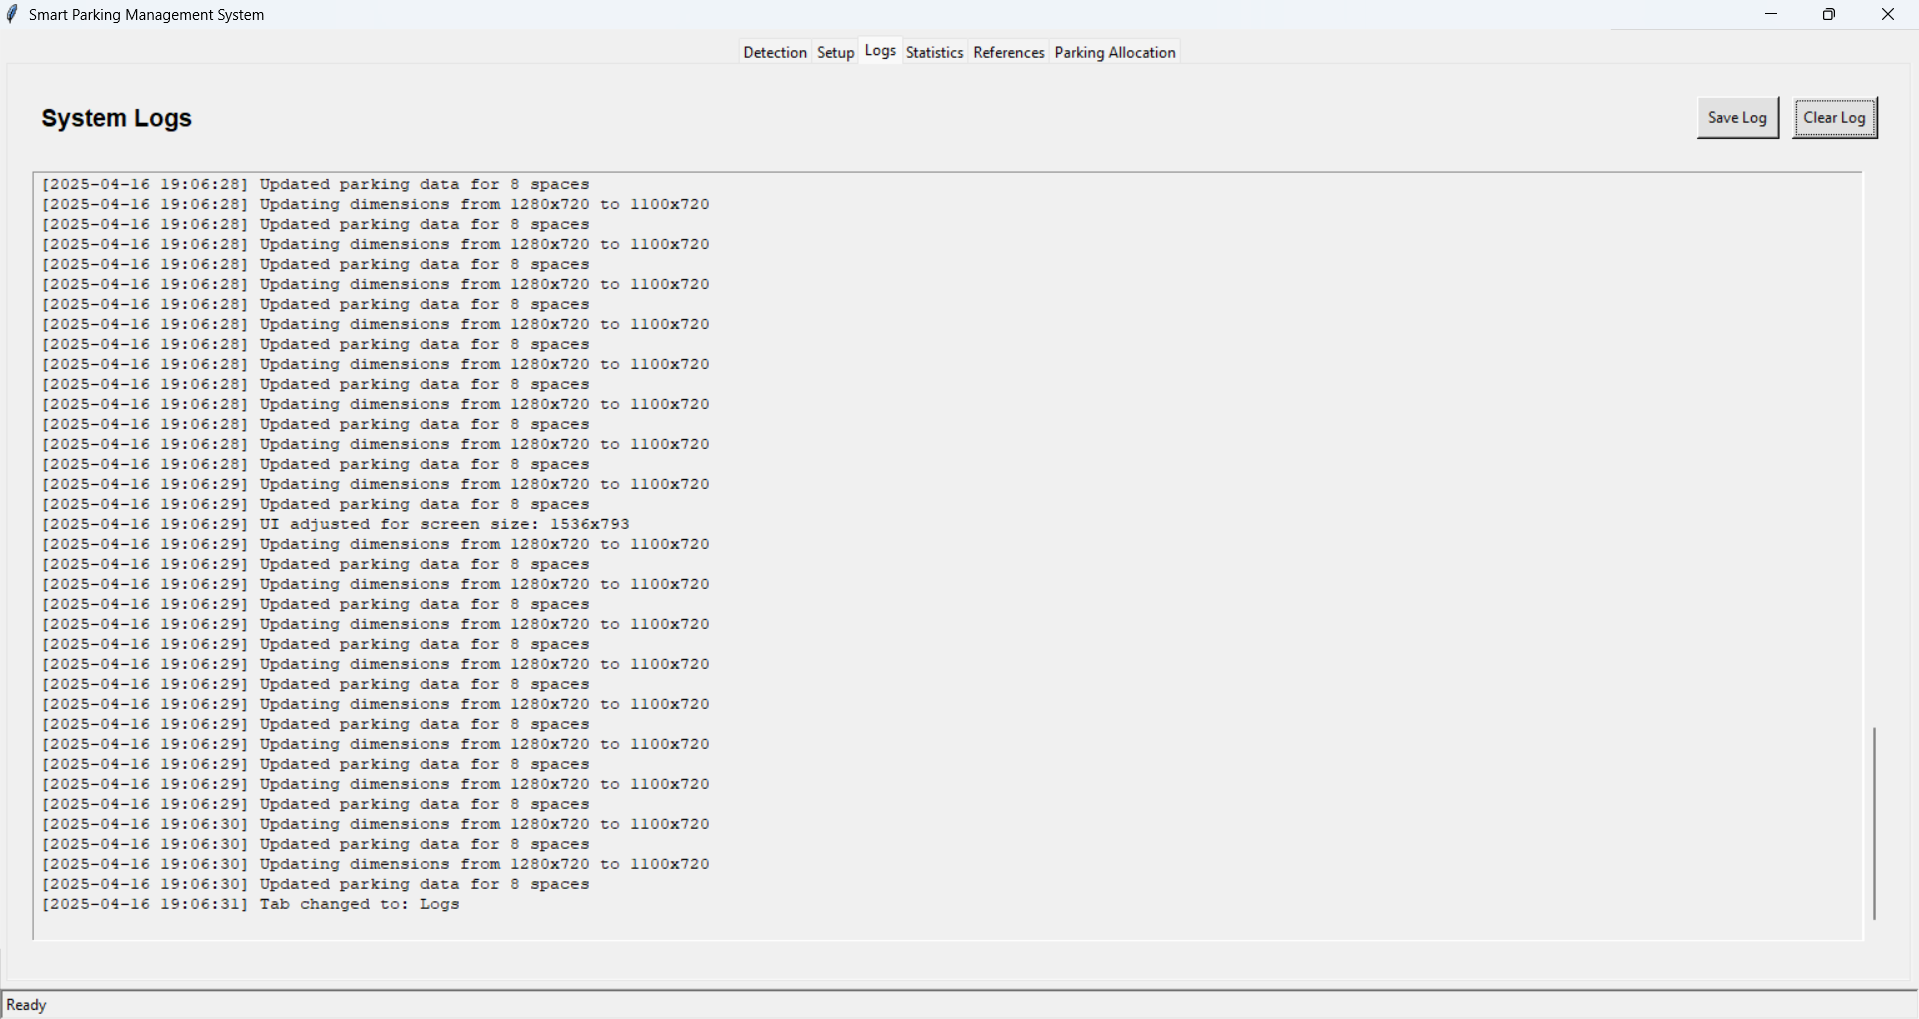 Smart Parking Management System
Detection Setup Logs Statistics References Parking Allocation
System Logs
Save Log Clear Log
[2025-04-16 19:06:28] Updated parking data for 8 spaces
[2025-04-16 19:06:28] Updating dimensions from 1280x720 to 1100x720
[2025-04-16 19:06:28] Updated parking data for 8 spaces
[2025-04-16 19:06:28] Updating dimensions from 1280x720 to 1100x720
[2025-04-16 19:06:28] Updated parking data for 8 spaces
[2025-04-16 19:06:28] Updating dimensions from 1280x720 to 1100x720
[2025-04-16 19:06:28] Updated parking data for 8 spaces
[2025-04-16 19:06:28] Updating dimensions from 1280x720 to 1100x720
[2025-04-16 19:06:28] Updated parking data for 8 spaces
[2025-04-16 19:06:28] Updating dimensions from 1280x720 to 1100x720
[2025-04-16 19:06:28] Updated parking data for 8 spaces
[2025-04-16 19:06:28] Updating dimensions from 1280x720 to 1100x720
[2025-04-16 19:06:28] Updated parking data for 8 spaces
[2025-04-16 19:06:28] Updating dimensions from 1280x720 to 1100x720
[2025-04-16 19:06:28] Updated parking data for 8 spaces
[2025-04-16 19:06:29] Updating dimensions from 1280x720 to 1100x720
[2025-04-16 19:06:29] Updated parking data for 8 spaces
[2025-04-16 19:06:29] UI adjusted for screen size: 1536x793
[2025-04-16 19:06:29] Updating dimensions from 1280x720 to 1100x720
[2025-04-16 19:06:29] Updated parking data for 8 spaces
[2025-04-16 19:06:29] Updating dimensions from 1280x720 to 1100x720
[2025-04-16 19:06:29] Updated parking data for 8 spaces
[2025-04-16 19:06:29] Updating dimensions from 1280x720 to 1100x720
[2025-04-16 19:06:29] Updated parking data for 8 spaces
[2025-04-16 19:06:29] Updating dimensions from 1280x720 to 1100x720
[2025-04-16 19:06:29] Updated parking data for 8 spaces
[2025-04-16 19:06:29] Updating dimensions from 1280x720 to 1100x720
[2025-04-16 19:06:29] Updated parking data for 8 spaces
[2025-04-16 19:06:29] Updating dimensions from 1280x720 to 1100x720
[2025-04-16 19:06:29] Updated parking data for 8 spaces
[2025-04-16 19:06:29] Updating dimensions from 1280x720 to 1100x720
[2025-04-16 19:06:29] Updated parking data for 8 spaces
[2025-04-16 19:06:30] Updating dimensions from 1280x720 to 1100x720
[2025-04-16 19:06:30] Updated parking data for 8 spaces
[2025-04-16 19:06:30] Updating dimensions from 1280x720 to 1100x720
[2025-04-16 19:06:30] Updated parking data for 8 spaces
[2025-04-16 19:06:31] Tab changed to: Logs
Ready